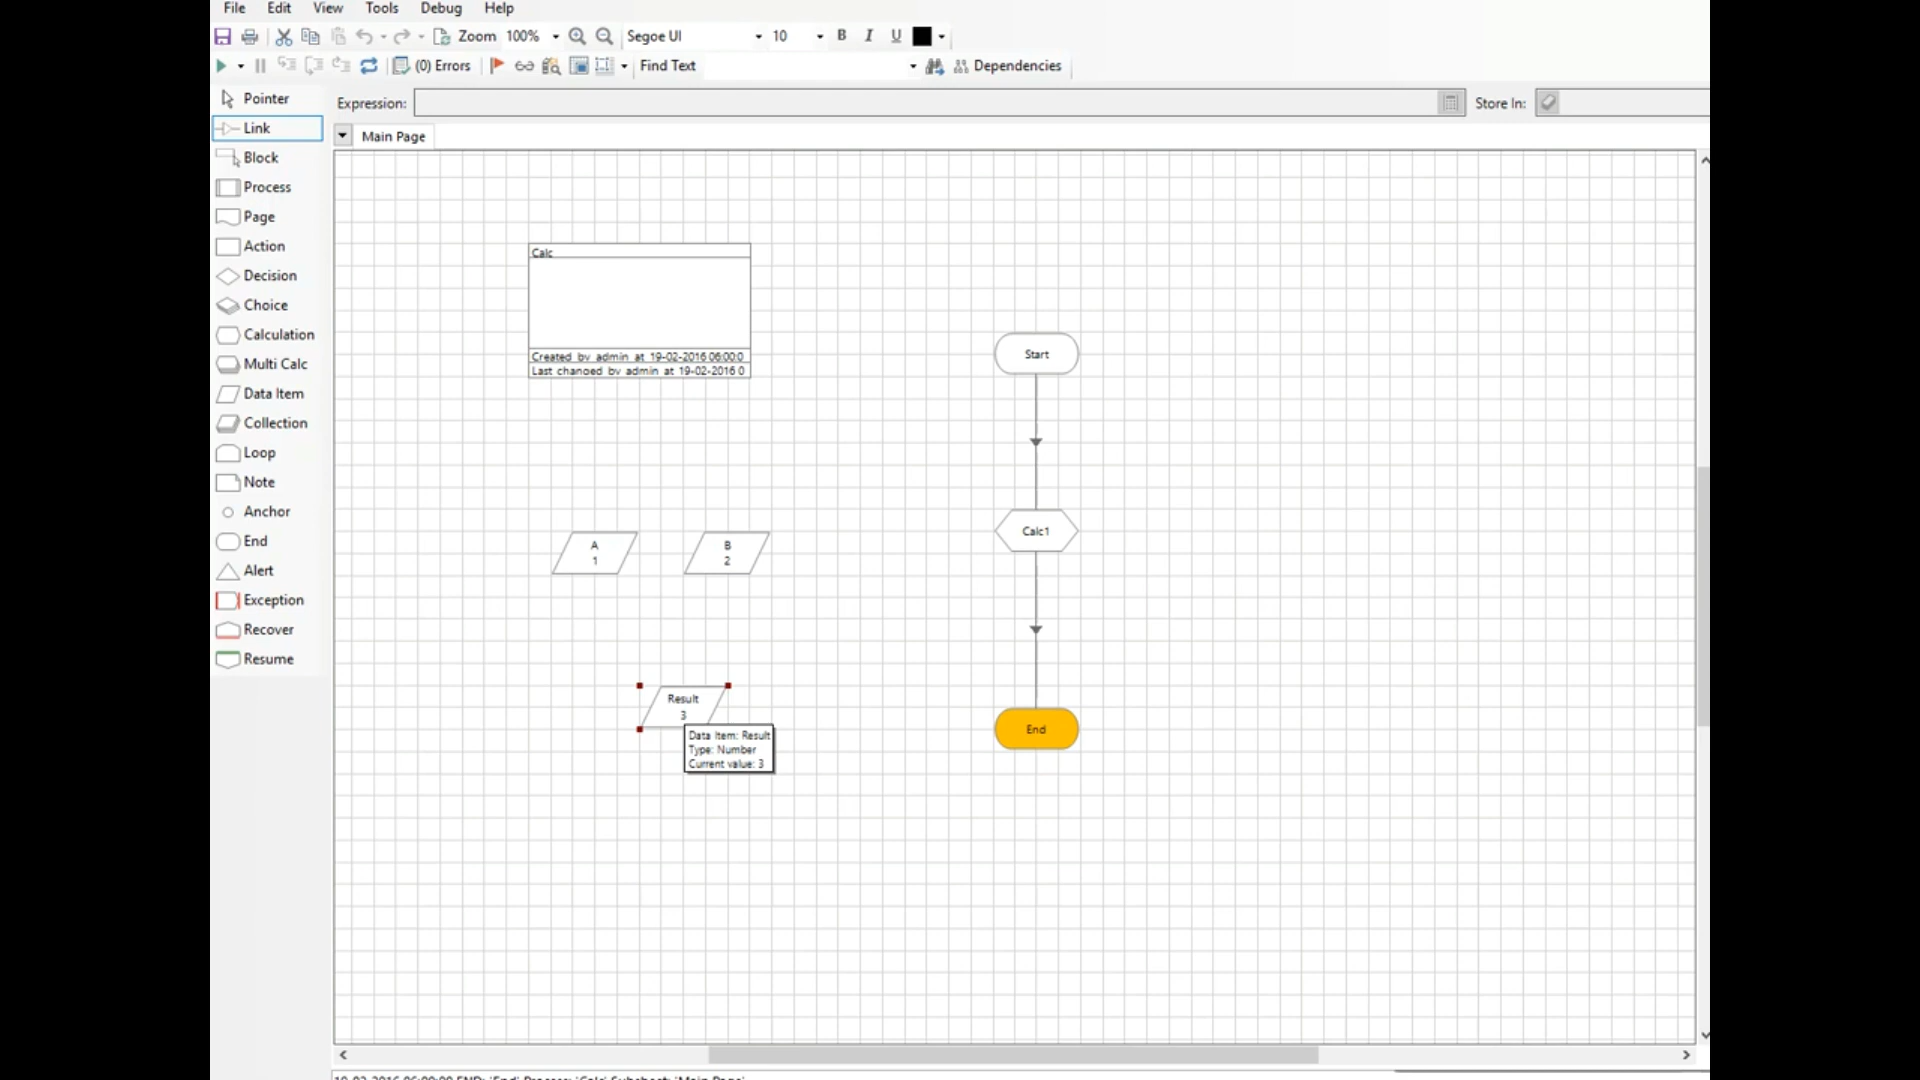 File Edit View Tools Debug Help
Zoom 100% Segoe UI 10 B I U
(0) Errors Find Text Dependencies
Pointer
Expression: Store In:
Link
Main Page
Block
Process
Page
Action
Decision
Choice
Calculation
Multi Calc
Data Item
Collection
Loop
Note
Anchor
End
Alert
Exception
Recover
Resume
Calc
Created by admin at 19-02-2016 06:00:0
Last changed by admin at 19-02-2016 0
Start
Calc1
A
1
B
2
Result
3
Data Item: Result
Type: Number
Current value: 3
End